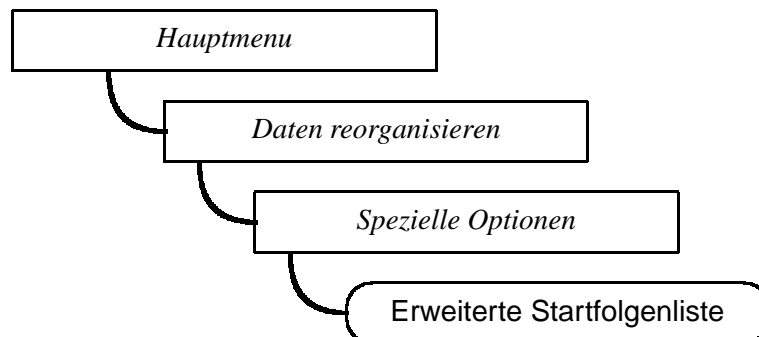 Hauptmenu
Daten reorganisieren
Spezielle Optionen
Erweiterte Startfolgenliste